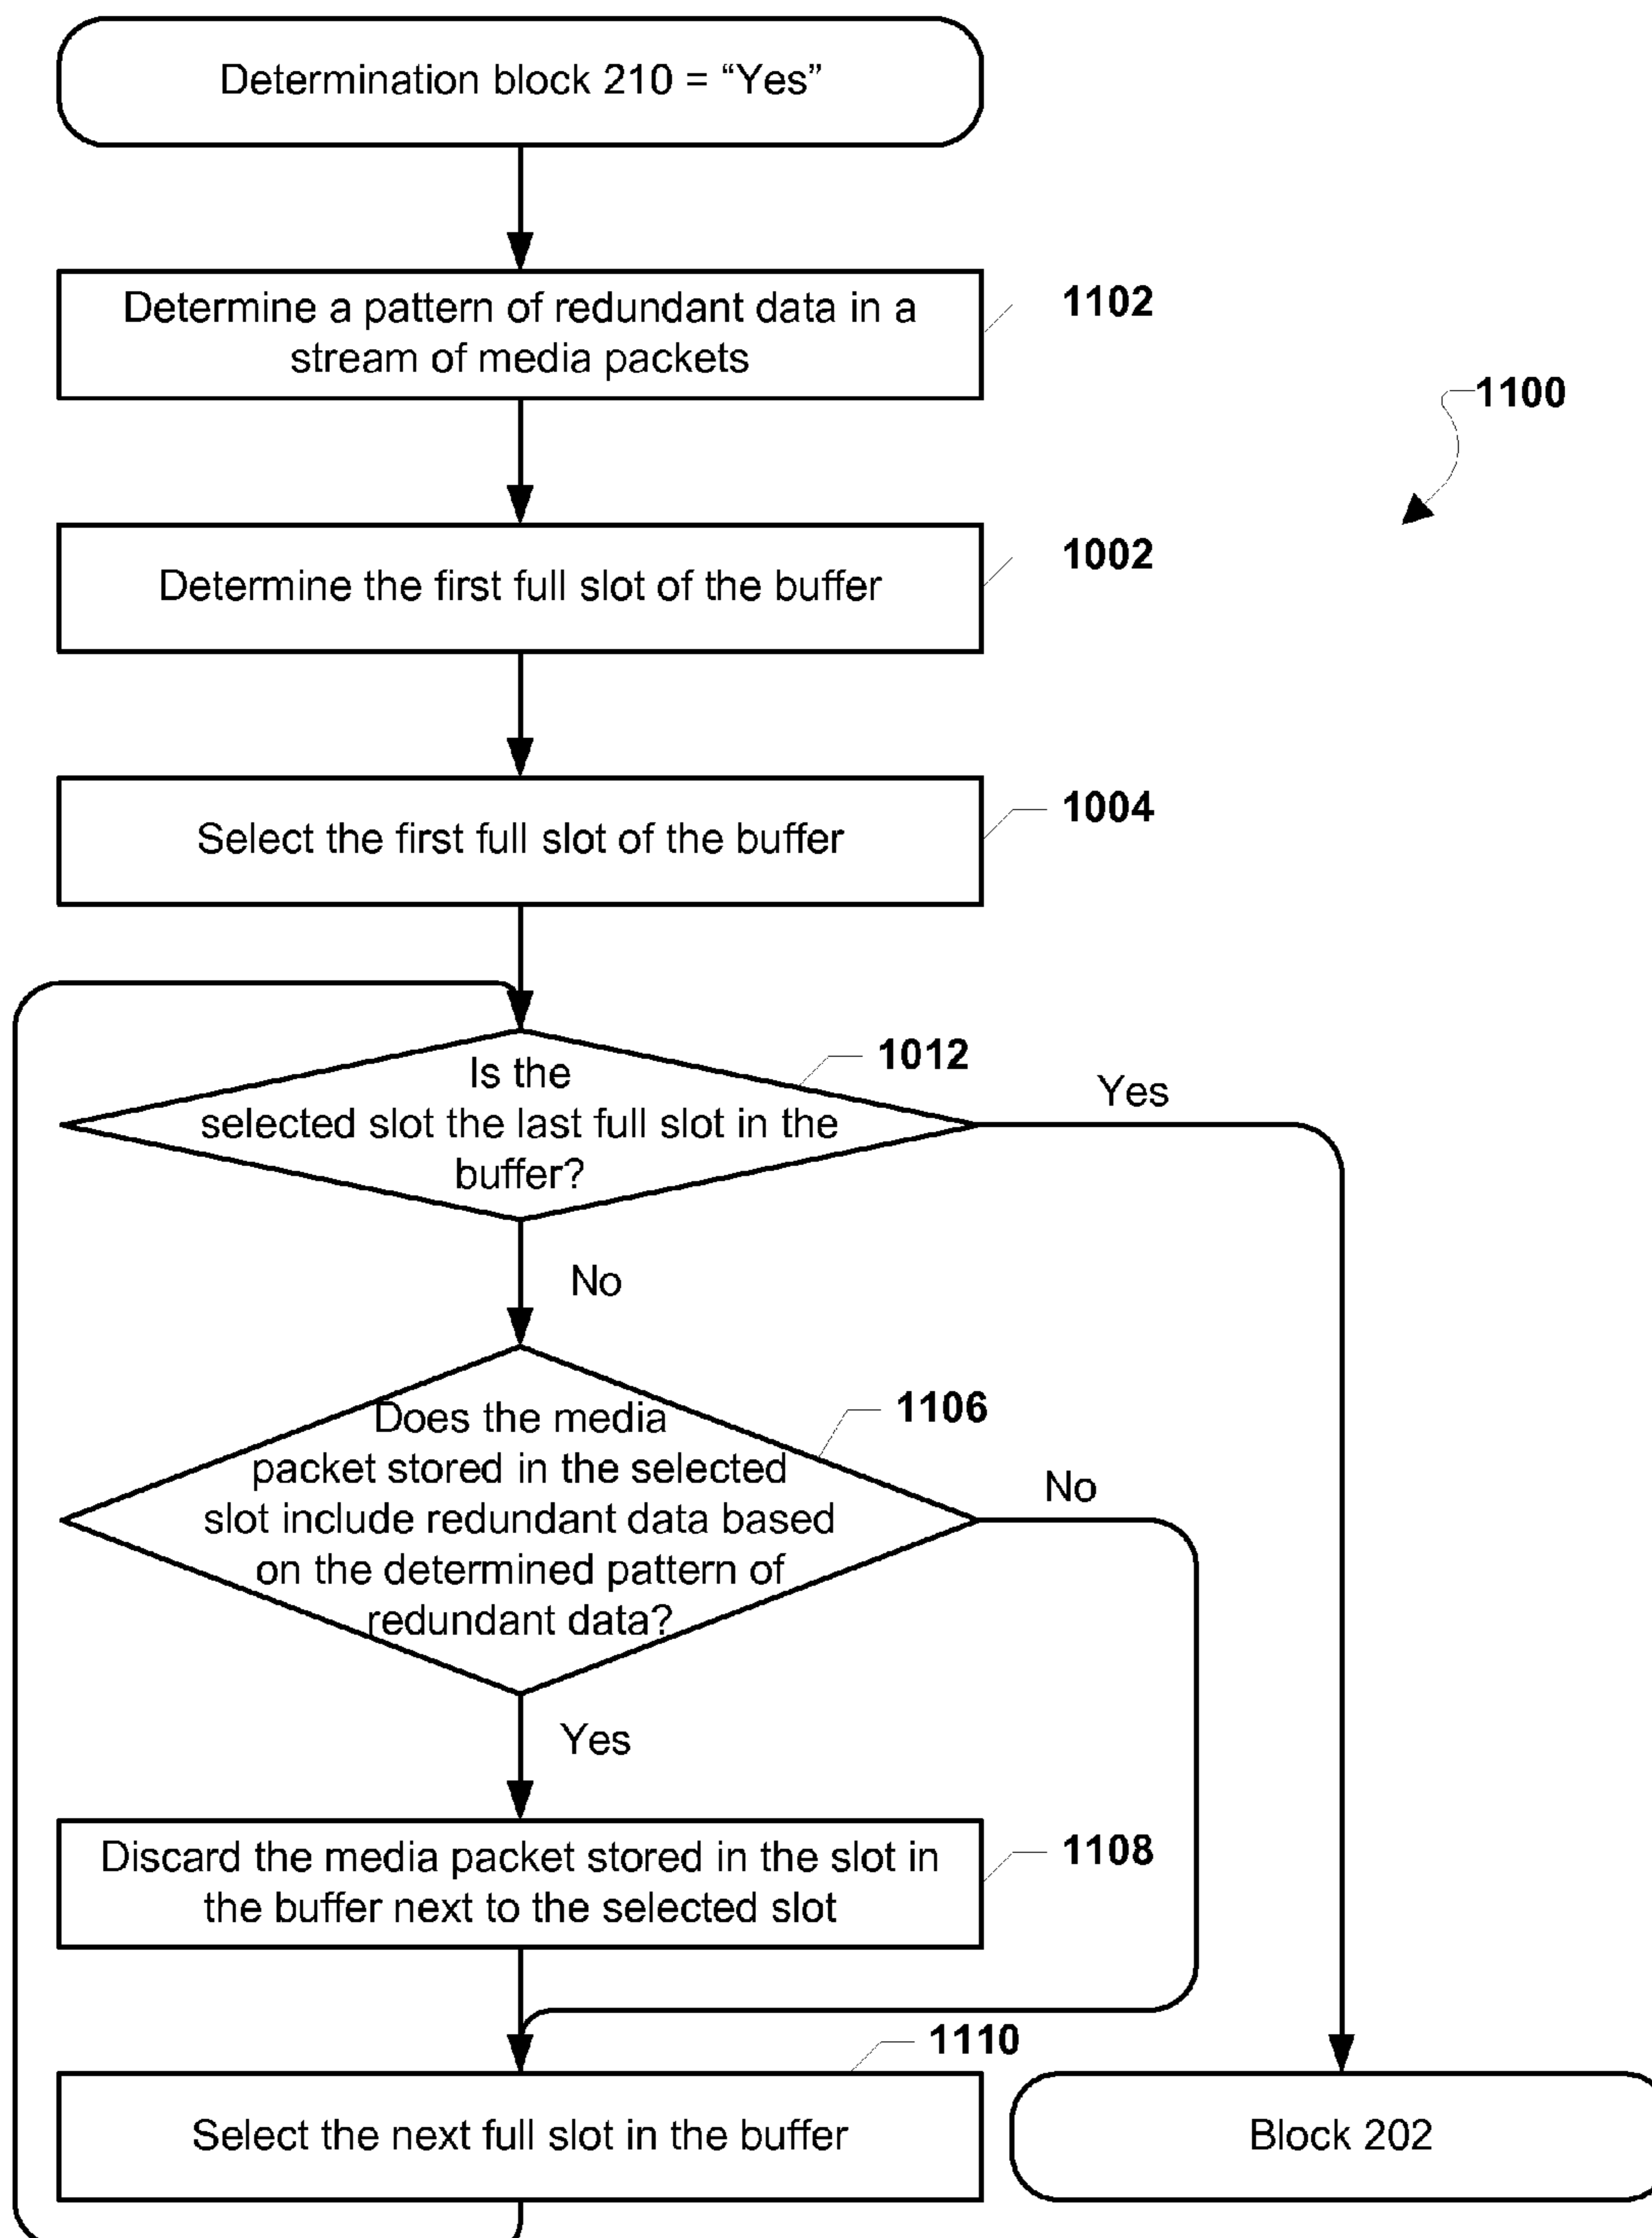 Determination block 210 = “Yes”
Determine a pattern of redundant data in a
stream of media packets
1102
1100
Determine the first full slot of the buffer
1002
Select the first full slot of the buffer
1004
Is the
selected slot the last full slot in the
buffer?
1012
Yes
No
Does the media
packet stored in the selected
slot include redundant data based
on the determined pattern of
redundant data?
1106
No
Yes
Discard the media packet stored in the slot in
the buffer next to the selected slot
1108
1110
Select the next full slot in the buffer
Block 202